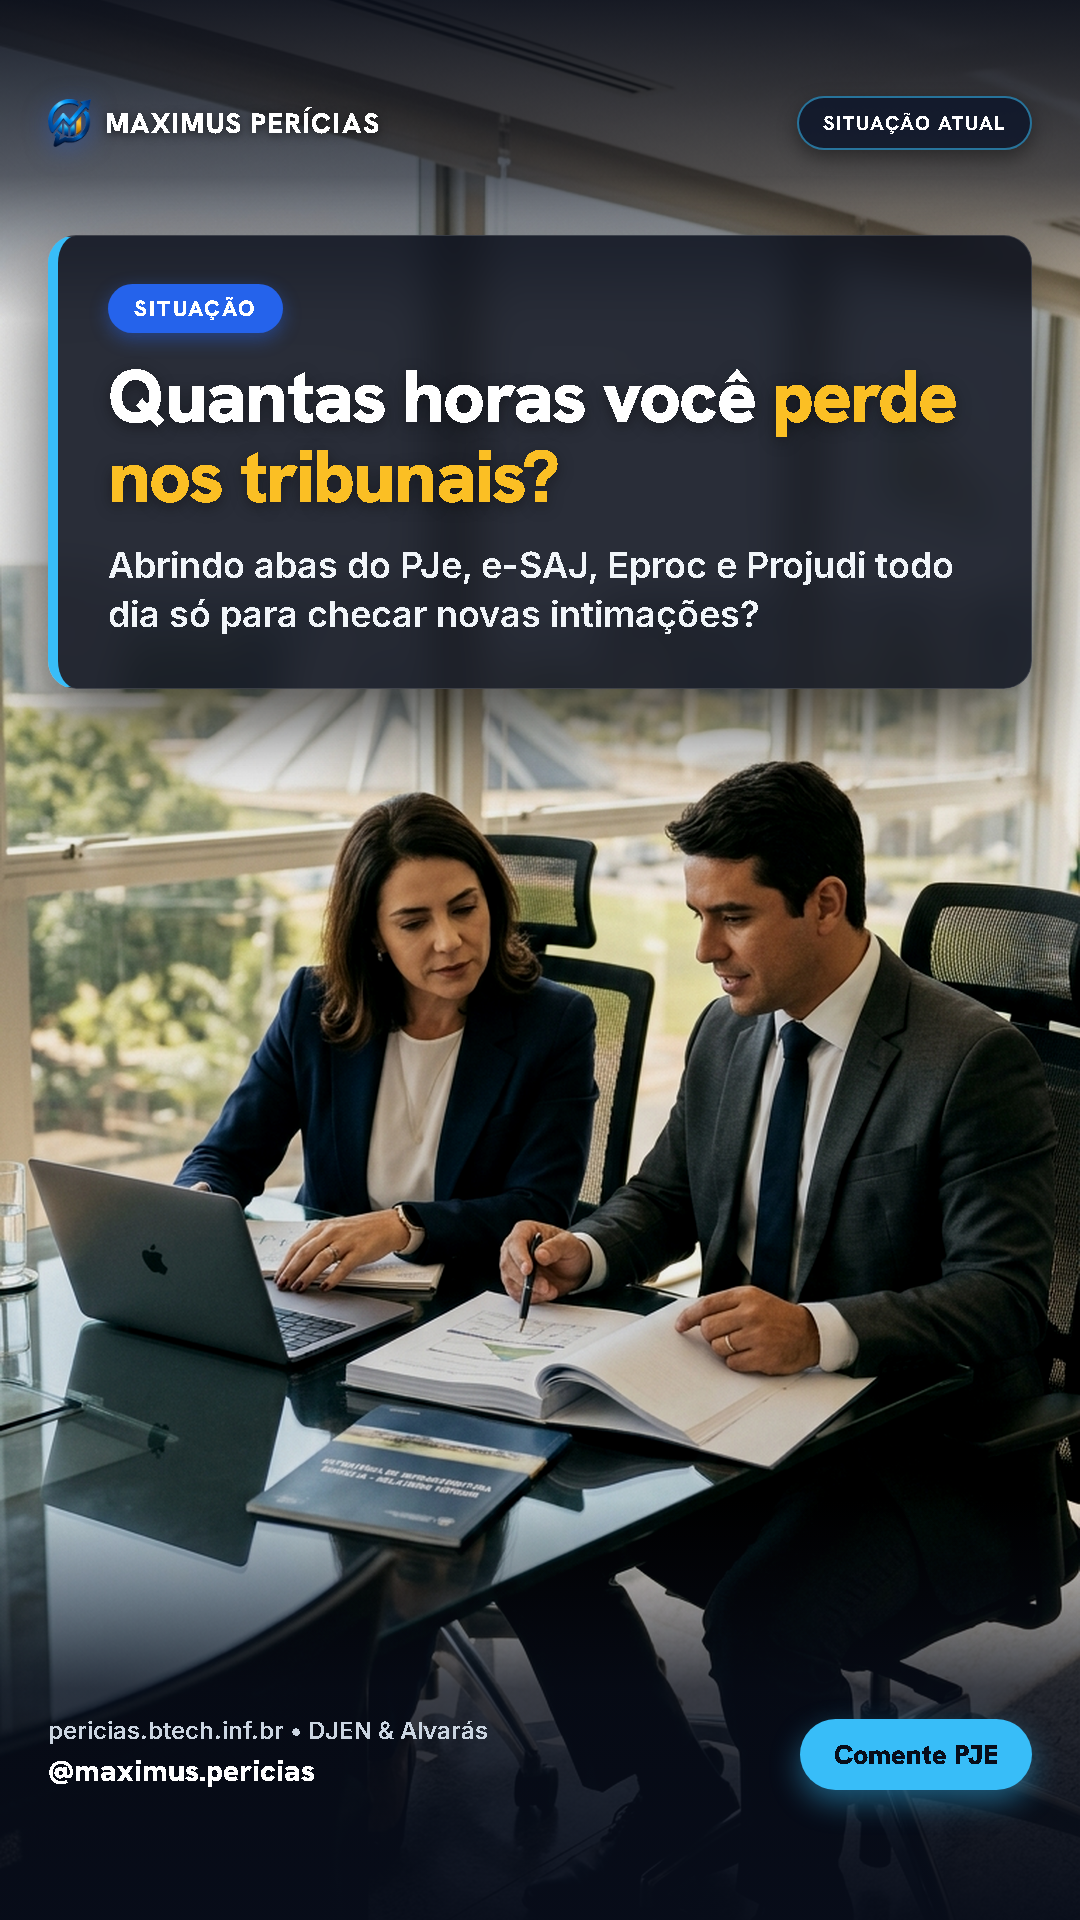 MAXIMUS PERÍCIAS
SITUAÇÃO ATUAL
SITUAÇÃO
Quantas horas você perde
nos tribunais?
Abrindo abas do PJe, e-SAJ, Eproc e Projudi todo
dia só para checar novas intimações?
pericias.btech.inf.br • DJEN & Alvarás
@maximus.pericias
Comente PJE